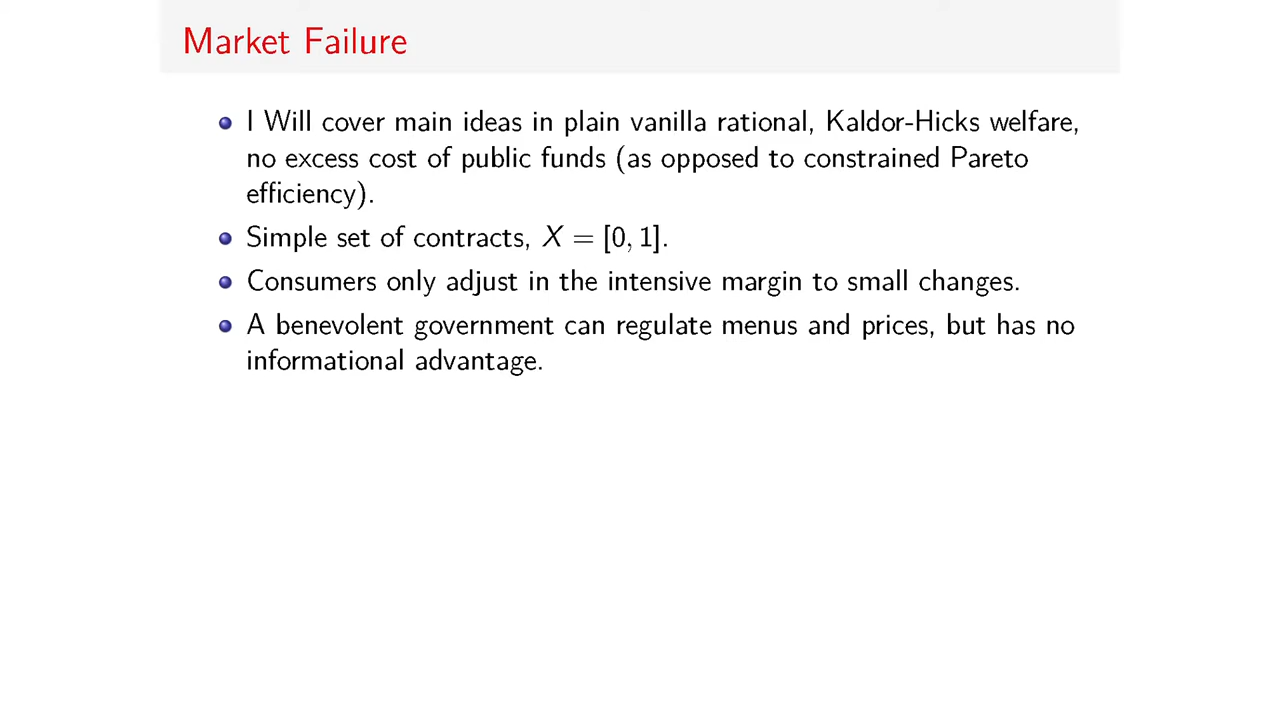 Market Failure
I Will cover main ideas in plain vanilla rational, Kaldor-Hicks welfare,
no excess cost of public funds (as opposed to constrained Pareto
efficiency).
Simple set of contracts, X = [0, 1].
Consumers only adjust in the intensive margin to small changes.
A benevolent government can regulate menus and prices, but has no
informational advantage.